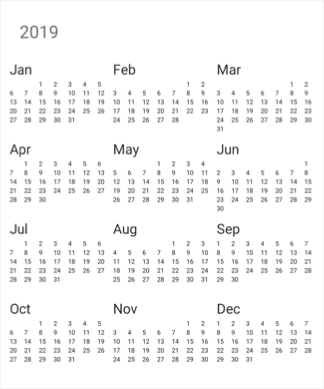 2019
Jan
1 2 3 4 5
6 7 8 9 10 11 12
13 14 15 16 17 18 19
20 21 22 23 24 25 26
27 28 29 30 31
Feb
1 2
3 4 5 6 7 8 9
10 11 12 13 14 15 16
17 18 19 20 21 22 23
24 25 26 27 28
Mar
1 2
3 4 5 6 7 8 9
10 11 12 13 14 15 16
17 18 19 20 21 22 23
24 25 26 27 28 29 30
31
Apr
1 2 3 4 5 6
7 8 9 10 11 12 13
14 15 16 17 18 19 20
21 22 23 24 25 26 27
28 29 30
May
1 2 3 4
5 6 7 8 9 10 11
12 13 14 15 16 17 18
19 20 21 22 23 24 25
26 27 28 29 30 31
Jun
1
2 3 4 5 6 7 8
9 10 11 12 13 14 15
16 17 18 19 20 21 22
23 24 25 26 27 28 29
30
Jul
1 2 3 4 5 6
7 8 9 10 11 12 13
14 15 16 17 18 19 20
21 22 23 24 25 26 27
28 29 30 31
Aug
1 2 3
4 5 6 7 8 9 10
11 12 13 14 15 16 17
18 19 20 21 22 23 24
25 26 27 28 29 30 31
Sep
1 2 3 4 5 6 7
8 9 10 11 12 13 14
15 16 17 18 19 20 21
22 23 24 25 26 27 28
29 30
Oct
1 2 3 4 5
6 7 8 9 10 11 12
13 14 15 16 17 18 19
20 21 22 23 24 25 26
27 28 29 30 31
Nov
1 2
3 4 5 6 7 8 9
10 11 12 13 14 15 16
17 18 19 20 21 22 23
24 25 26 27 28 29 30
Dec
1 2 3 4 5 6 7
8 9 10 11 12 13 14
15 16 17 18 19 20 21
22 23 24 25 26 27 28
29 30 31